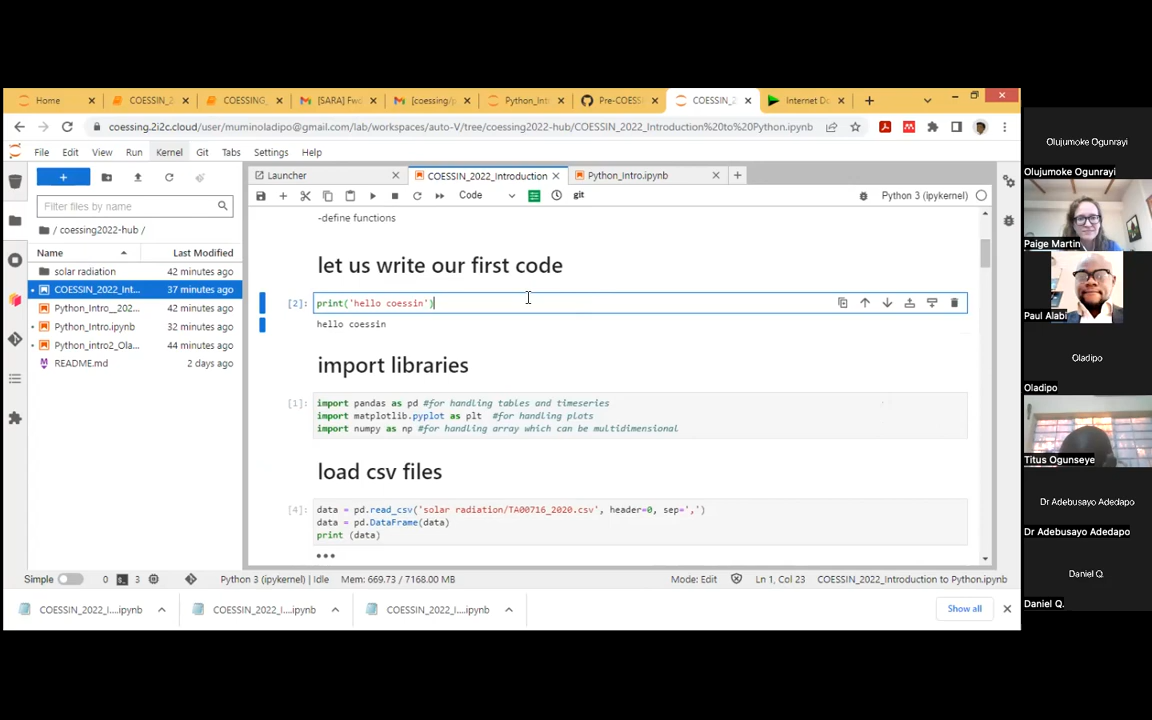 Home
COESSIN_2
COESSING_
[SARA] Fwc
[coessing/p
Python_Int
Pre-COESS
COESSIN_2
Internet Do
coessing.2i2c.cloud/user/muminoladipo@gmail.com/lab/workspaces/auto-V/tree/coessing2022-hub/COESSIN_2022_Introduction%20to%20Python.ipynb
File Edit View Run Kernel Git Tabs Settings Help
Launcher
COESSIN_2022_Introduction
Python_Intro.ipynb
Code
git
Python 3 (ipykernel)
Filter files by name
/ coessing2022-hub /
Name Last Modified
solar radiation 42 minutes ago
COESSIN_2022_Int... 37 minutes ago
Python_Intro__202... 42 minutes ago
Python_Intro.ipynb 32 minutes ago
Python_intro2_Ola... 44 minutes ago
README.md 2 days ago
-define functions
let us write our first code
[2]: print('hello coessin')
hello coessin
import libraries
[1]: import pandas as pd #for handling tables and timeseries
import matplotlib.pyplot as plt #for handling plots
import numpy as np #for handling array which can be multidimensional
load csv files
[4]: data = pd.read_csv('solar radiation/TA00716_2020.csv', header=0, sep=',')
data = pd.DataFrame(data)
print (data)
Simple 0 3 Python 3 (ipykernel) | Idle Mem: 669.73 / 7168.00 MB Mode: Edit Ln 1, Col 23 COESSIN_2022_Introduction to Python.ipynb
COESSIN_2022_I....ipynb
COESSIN_2022_I....ipynb
COESSIN_2022_I....ipynb
Show all
Olujumoke Ogunrayi
Olujumoke Ogunrayi
Paige Martin
Paul Alabi
Oladipo
Oladipo
Titus Ogunseye
Dr Adebusayo Adedapo
Dr Adebusayo Adedapo
Daniel Q.
Daniel Q.